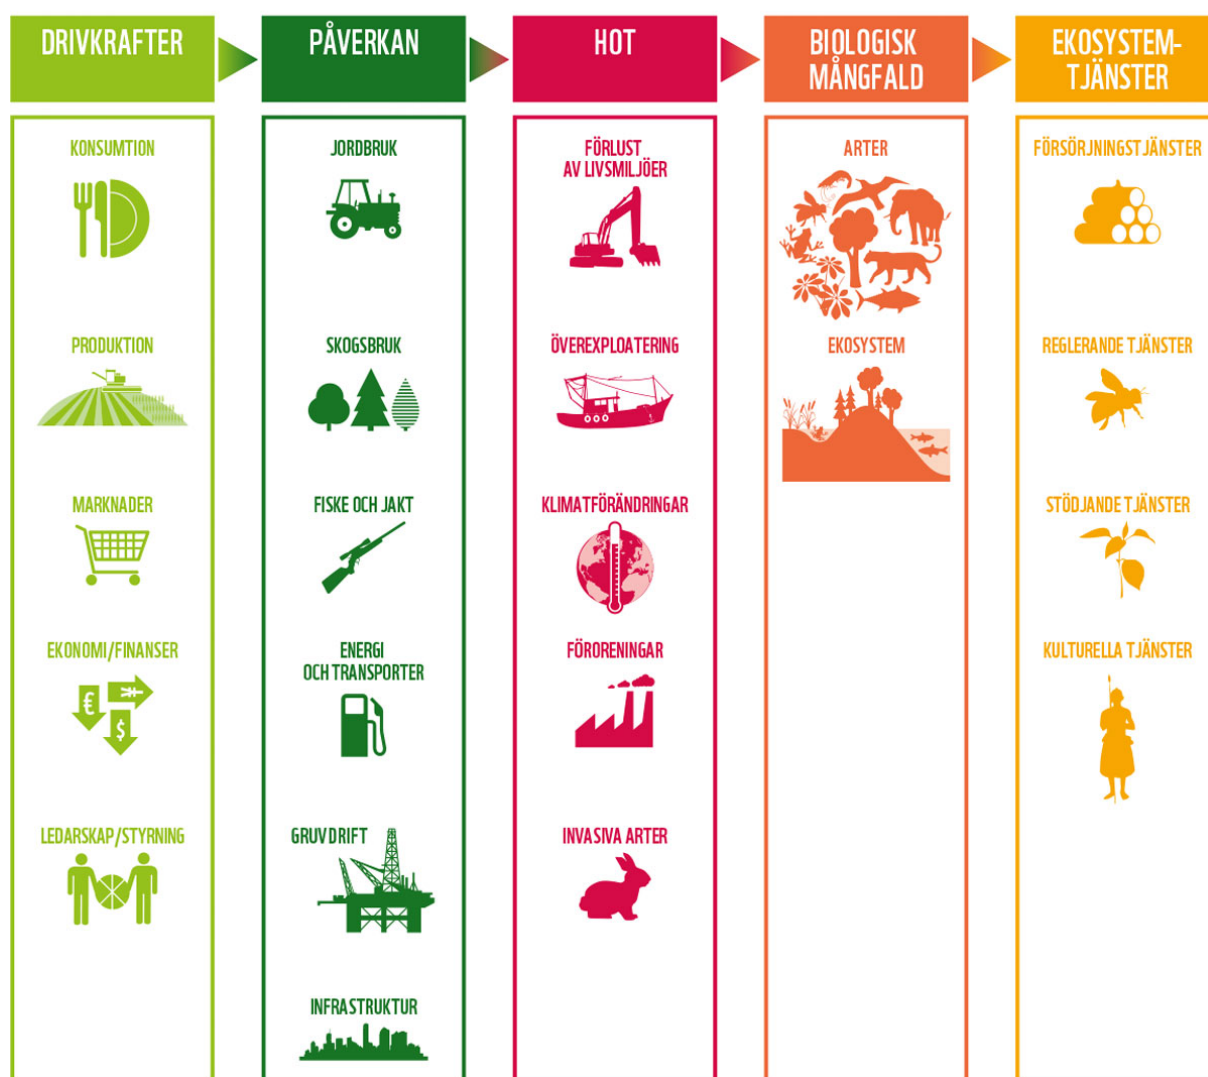 DRIVKRAFTER
PÅVERKAN
HOT
BIOLOGISK
MÅNGFALD
EKOSYSTEM-
TJÄNSTER
KONSUMTION
PRODUKTION
MARKNADER
EKONOMI/FINANSER
€
$
LEDARSKAP/STYRNING
JORDBRUK
SKOGSBRUK
FISKE OCH JAKT
ENERGI
OCH TRANSPORTER
GRUVDRIFT
INFRASTRUKTUR
FÖRLUST
AV LIVSMILJÖER
ÖVEREXPLOATERING
KLIMATFÖRÄNDRINGAR
FÖRORENINGAR
INVASIVA ARTER
ARTER
EKOSYSTEM
FÖRSÖRJNINGSTJÄNSTER
REGLERANDE TJÄNSTER
STÖDJANDE TJÄNSTER
KULTURELLA TJÄNSTER